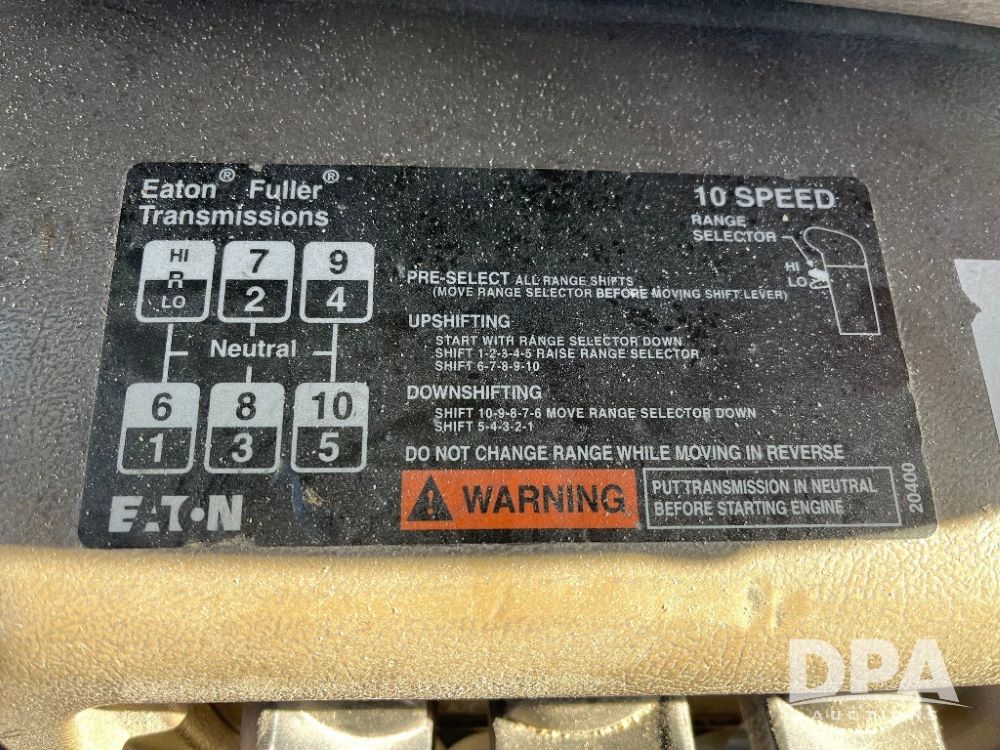 Eaton® Fuller®
Transmissions
10 SPEED
RANGE
SELECTOR
HI
LO
HI
R
LO
7
2
9
4
Neutral
6
1
8
3
10
5
EATON
PRE-SELECT ALL RANGE SHIFTS
(MOVE RANGE SELECTOR BEFORE MOVING SHIFT LEVER)
UPSHIFTING
START WITH RANGE SELECTOR DOWN
SHIFT 1-2-3-4-5 RAISE RANGE SELECTOR
SHIFT 6-7-8-9-10
DOWNSHIFTING
SHIFT 10-9-8-7-6 MOVE RANGE SELECTOR DOWN
SHIFT 5-4-3-2-1
DO NOT CHANGE RANGE WHILE MOVING IN REVERSE
WARNING
PUT TRANSMISSION IN NEUTRAL
BEFORE STARTING ENGINE
20400
DPA
AUCTIONS